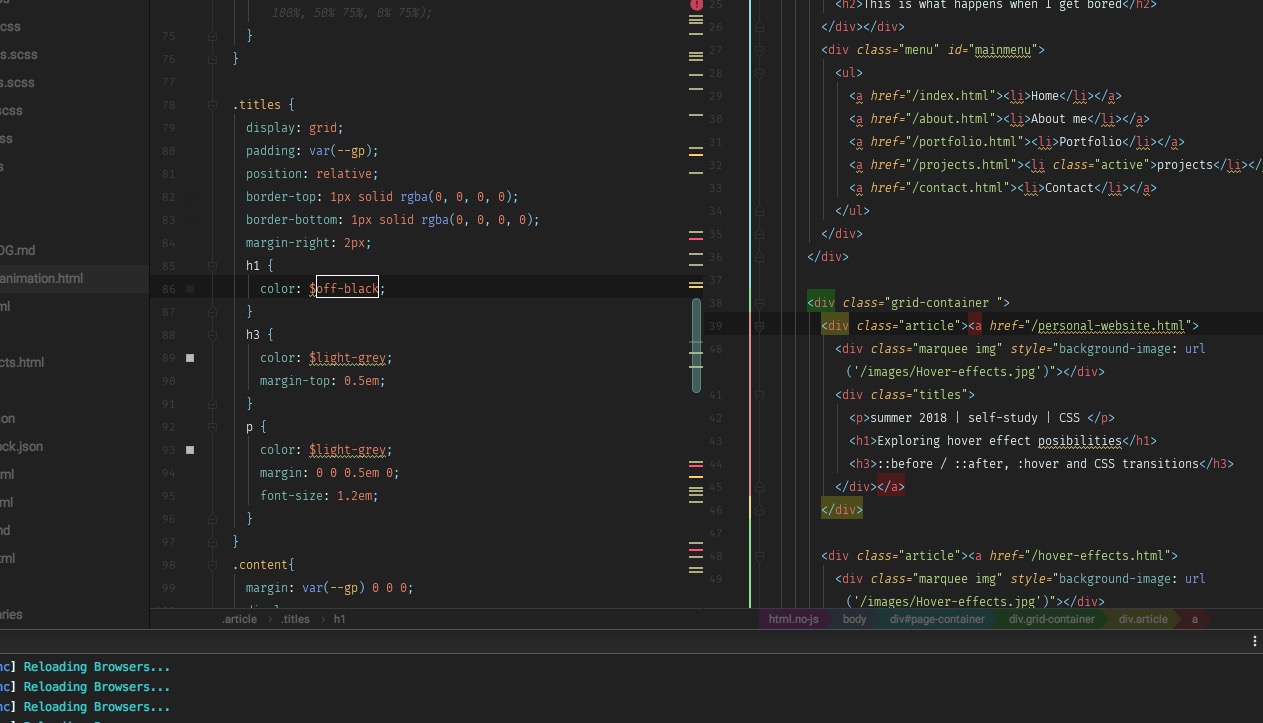 css
s.scss
s.scss
scss
ss
s
OG.md
animation.html
ml
cts.html
on
ock.json
ml
ml
nd
ml
aries
100%, 50% 75%, 0% 75%);
75 }
76 }
77
78 .titles {
79 display: grid;
80 padding: var(--gp);
81 position: relative;
82 border-top: 1px solid rgba(0, 0, 0, 0);
83 border-bottom: 1px solid rgba(0, 0, 0, 0);
84 margin-right: 2px;
85 h1 {
86 color: $off-black;
87 }
88 h3 {
89 color: $light-grey;
90 margin-top: 0.5em;
91 }
92 p {
93 color: $light-grey;
94 margin: 0 0 0.5em 0;
95 font-size: 1.2em;
96 }
97 }
98 .content{
99 margin: var(--gp) 0 0 0;
.article › .titles › h1
25 <h2>This is what happens when I get bored</h2>
26 </div></div>
27 <div class="menu" id="mainmenu">
28 <ul>
29 <a href="/index.html"><li>Home</li></a>
30 <a href="/about.html"><li>About me</li></a>
31 <a href="/portfolio.html"><li>Portfolio</li></a>
32 <a href="/projects.html"><li class="active">projects</li></
33 <a href="/contact.html"><li>Contact</li></a>
34 </ul>
35 </div>
36 </div>
37
38 <div class="grid-container ">
39 <div class="article"><a href="/personal-website.html">
40 <div class="marquee img" style="background-image: url
('/images/Hover-effects.jpg')"></div>
41 <div class="titles">
42 <p>summer 2018 | self-study | CSS </p>
43 <h1>Exploring hover effect posibilities</h1>
44 <h3>::before / ::after, :hover and CSS transitions</h3>
45 </div></a>
46 </div>
47
48 <div class="article"><a href="/hover-effects.html">
49 <div class="marquee img" style="background-image: url
('/images/Hover-effects.jpg')"></div>
html.no-js body div#page-container div.grid-container div.article a
nc] Reloading Browsers...
nc] Reloading Browsers...
nc] Reloading Browsers...